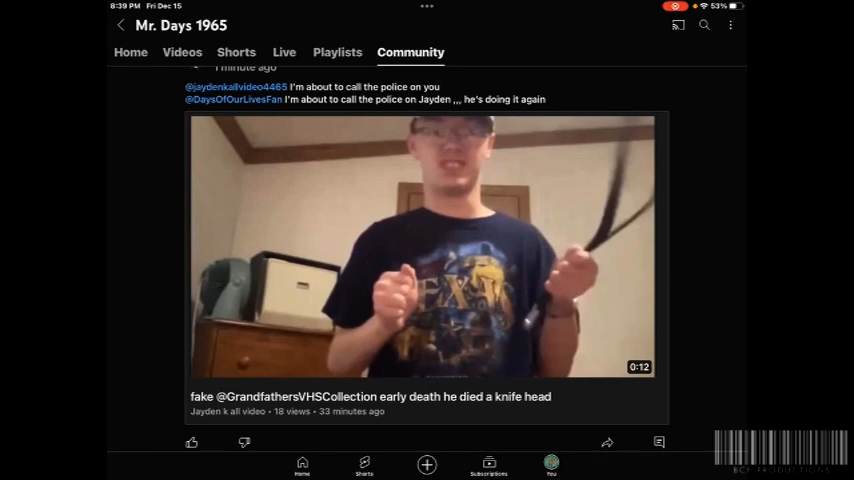 8:39 PM Fri Dec 15
53%
Mr. Days 1965
Home Videos Shorts Live Playlists Community
1 minute ago
@jaydenkallvideo4465 I'm about to call the police on you
@DaysOfOurLivesFan I'm about to call the police on Jayden ,,, he's doing it again
TEXAS
0:12
fake @GrandfathersVHSCollection early death he died a knife head
Jayden k all video • 18 views • 33 minutes ago
Home Shorts Subscriptions You
PRODUCTIONS